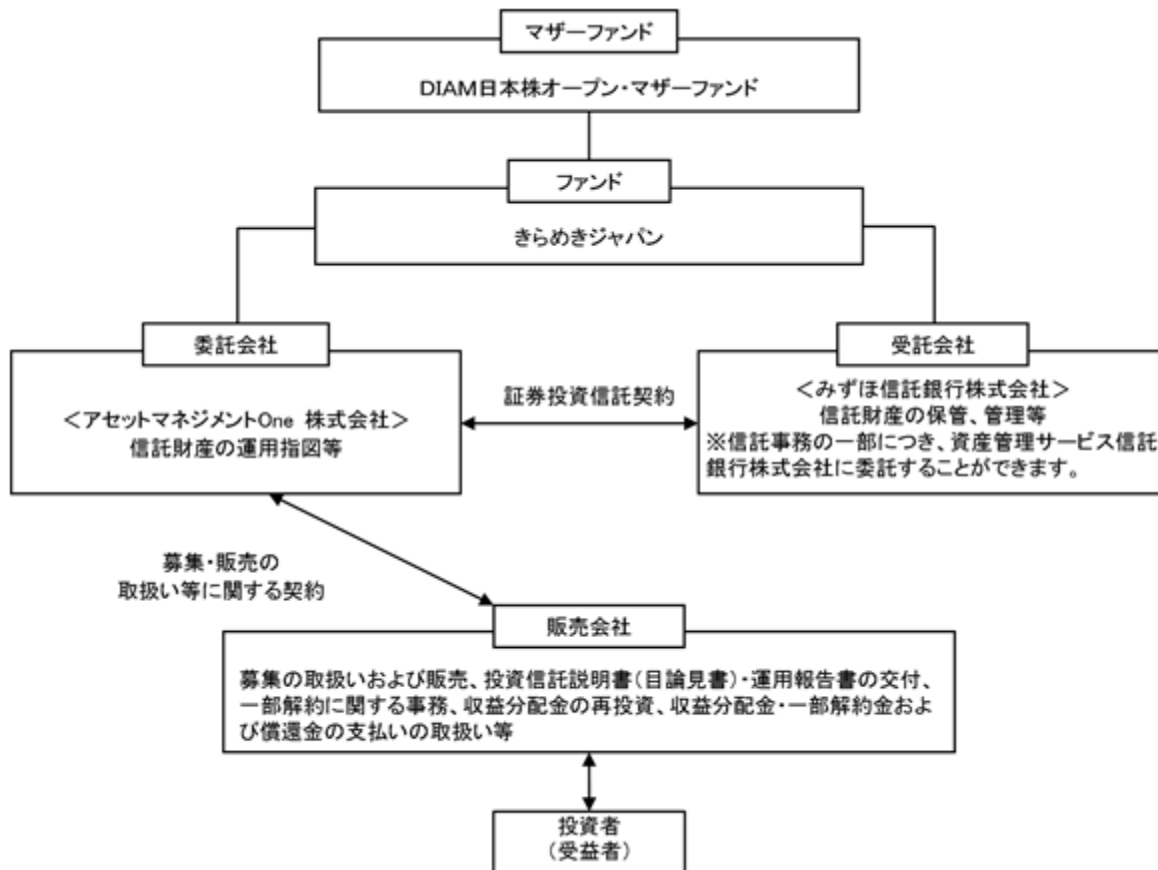 マザーファンド
DIAM日本株オープン・マザーファンド
ファンド
きらめきジャパン
委託会社
＜アセットマネジメントOne 株式会社＞
信託財産の運用指図等
証券投資信託契約
受託会社
＜みずほ信託銀行株式会社＞
信託財産の保管、管理等
※信託事務の一部につき、資産管理サービス信託
銀行株式会社に委託することができます。
募集・販売の
取扱い等に関する契約
販売会社
募集の取扱いおよび販売、投資信託説明書（目論見書）・運用報告書の交付、
一部解約に関する事務、収益分配金の再投資、収益分配金・一部解約金およ
び償還金の支払いの取扱い等
投資者
（受益者）